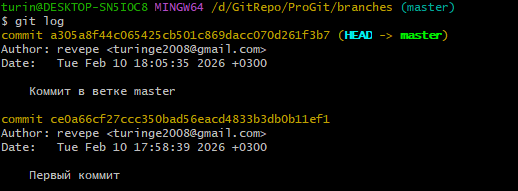 turin@DESKTOP-SN5IOC8 MINGW64 /d/GitRepo/ProGit/branches (master)
$ git log
commit a305a8f44c065425cb501c869dacc070d261f3b7 (HEAD -> master)
Author: revepe <turinge2008@gmail.com>
Date:   Tue Feb 10 18:05:35 2026 +0300
    Коммит в ветке master
commit ce0a66cf27ccc350bad56eacd4833b3db0b11ef1
Author: revepe <turinge2008@gmail.com>
Date:   Tue Feb 10 17:58:39 2026 +0300
    Первый коммит